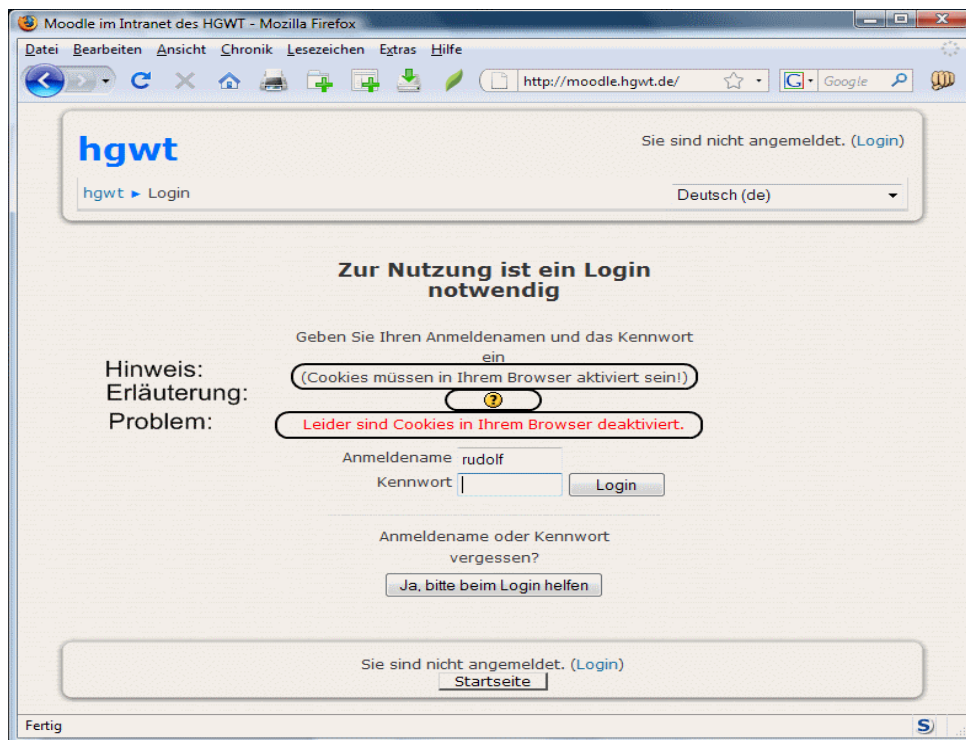 Moodle im Intranet des HGWT - Mozilla Firefox
Datei Bearbeiten Ansicht Chronik Lesezeichen Extras Hilfe
http://moodle.hgwt.de/
G Google
hgwt
Sie sind nicht angemeldet. (Login)
hgwt ► Login
Deutsch (de)
Zur Nutzung ist ein Login
notwendig
Geben Sie Ihren Anmeldenamen und das Kennwort
ein
Hinweis:
(Cookies müssen in Ihrem Browser aktiviert sein!)
Erläuterung:
?
Problem:
Leider sind Cookies in Ihrem Browser deaktiviert.
Anmeldename rudolf
Kennwort
Login
Anmeldename oder Kennwort
vergessen?
Ja, bitte beim Login helfen
Sie sind nicht angemeldet. (Login)
Startseite
Fertig
S